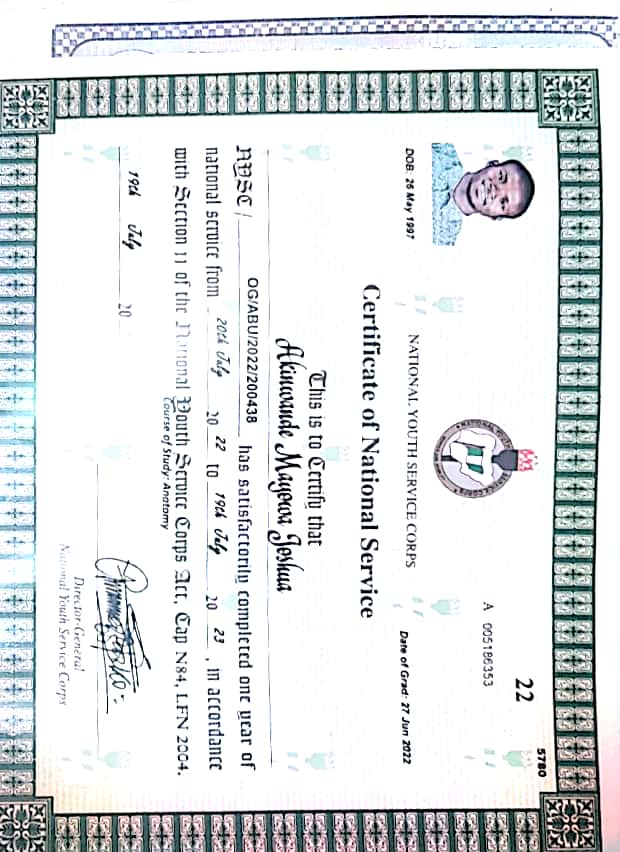 5780
22
A 005186353
NATIONAL YOUTH SERVICE CORPS
DOB: 26 May 1997
Date of Grad: 27 Jun 2022
Certificate of National Service
This is to Certify that
Akinwande Mayowa Joshua
NYSC / OG/ABU/2022/200438 has satisfactorily completed one year of
national service from 20th July 20 22 to 19th July 20 23, in accordance
with Section 11 of the National Youth Service Corps Act, Cap N84, LFN 2004.
Course of Study: Anatomy
19th July 20
Director-General
National Youth Service Corps